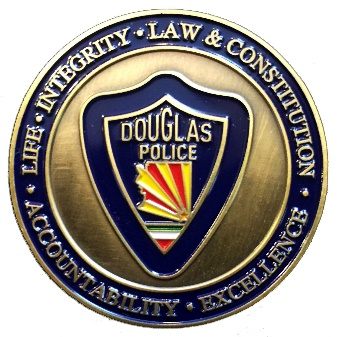 · LIFE · INTEGRITY · LAW & CONSTITUTION ·
DOUGLAS
POLICE
ACCOUNTABILITY · EXCELLENCE